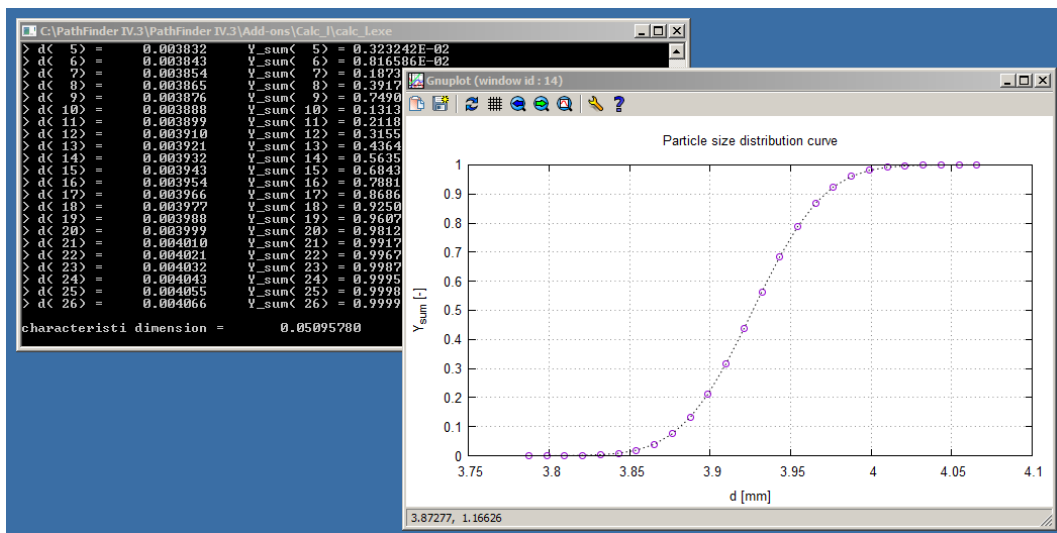 C:\PathFinder IV.3\PathFinder IV.3\Add-ons\Calc_l\calc_l.exe
> d(  5) =     0.003832     Y_sum(  5) = 0.323242E-02
> d(  6) =     0.003843     Y_sum(  6) = 0.816586E-02
> d(  7) =     0.003854     Y_sum(  7) = 0.1873
> d(  8) =     0.003865     Y_sum(  8) = 0.3917
> d(  9) =     0.003876     Y_sum(  9) = 0.7490
> d( 10) =     0.003888     Y_sum( 10) = 0.1318
> d( 11) =     0.003899     Y_sum( 11) = 0.2118
> d( 12) =     0.003910     Y_sum( 12) = 0.3155
> d( 13) =     0.003921     Y_sum( 13) = 0.4364
> d( 14) =     0.003932     Y_sum( 14) = 0.5635
> d( 15) =     0.003943     Y_sum( 15) = 0.6843
> d( 16) =     0.003954     Y_sum( 16) = 0.7881
> d( 17) =     0.003966     Y_sum( 17) = 0.8686
> d( 18) =     0.003977     Y_sum( 18) = 0.9250
> d( 19) =     0.003988     Y_sum( 19) = 0.9607
> d( 20) =     0.003999     Y_sum( 20) = 0.9812
> d( 21) =     0.004010     Y_sum( 21) = 0.9917
> d( 22) =     0.004021     Y_sum( 22) = 0.9967
> d( 23) =     0.004032     Y_sum( 23) = 0.9987
> d( 24) =     0.004043     Y_sum( 24) = 0.9995
> d( 25) =     0.004055     Y_sum( 25) = 0.9998
> d( 26) =     0.004066     Y_sum( 26) = 0.9999
characteristi dimension =     0.05095780
Gnuplot (window id : 14)
Particle size distribution curve
1
0.9
0.8
0.7
0.6
0.5
0.4
0.3
0.2
0.1
0
Ysum [-]
3.75 3.8 3.85 3.9 3.95 4 4.05 4.1
d [mm]
3.87277, 1.16626